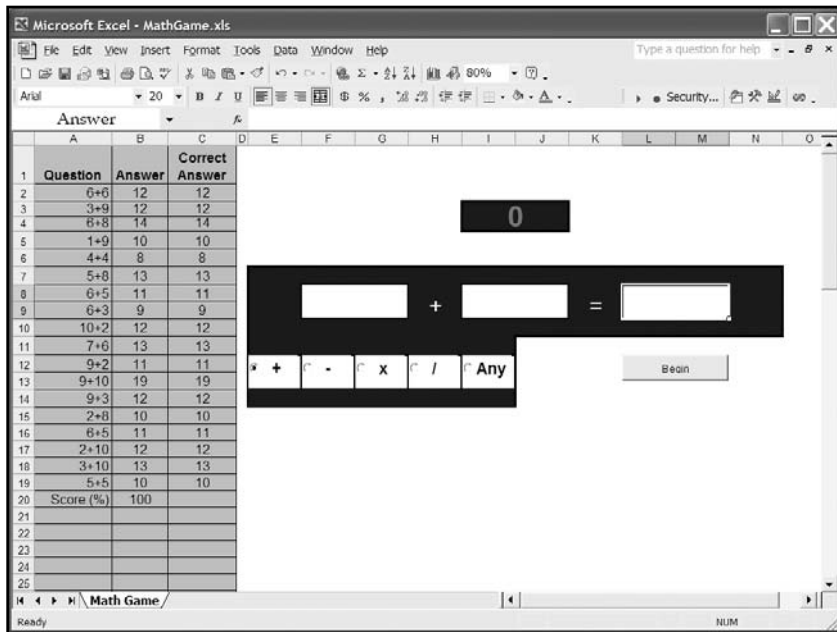 Microsoft Excel - MathGame.xls
File Edit View Insert Format Tools Data Window Help Type a question for help
80%
Arial 20 B I U $ % , A Security...
Answer fx
A B C D E F G H I J K L M N O
1 Question Answer Correct Answer
2 6+6 12 12
3 3+9 12 12
4 6+8 14 14
5 1+9 10 10
6 4+4 8 8
7 5+8 13 13
8 6+5 11 11
9 6+3 9 9
10 10+2 12 12
11 7+6 13 13
12 9+2 11 11
13 9+10 19 19
14 9+3 12 12
15 2+8 10 10
16 6+5 11 11
17 2+10 12 12
18 3+10 13 13
19 5+5 10 10
20 Score (%) 100
21
22
23
24
25
0
+ =
+ - x / Any
Begin
Math Game
Ready NUM